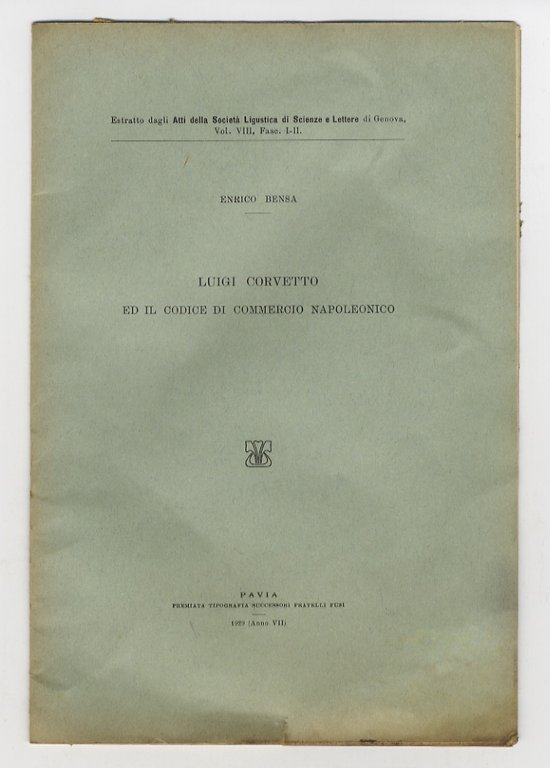 Estratto dagli Atti della Società Ligustica di Scienze e Lettere di Genova,
Vol. VIII, Fasc. I-II.
ENRICO BENSA
LUIGI CORVETTO
ED IL CODICE DI COMMERCIO NAPOLEONICO
PAVIA
PREMIATA TIPOGRAFIA SUCCESSORI FRATELLI FUSI
1929 (Anno VII)